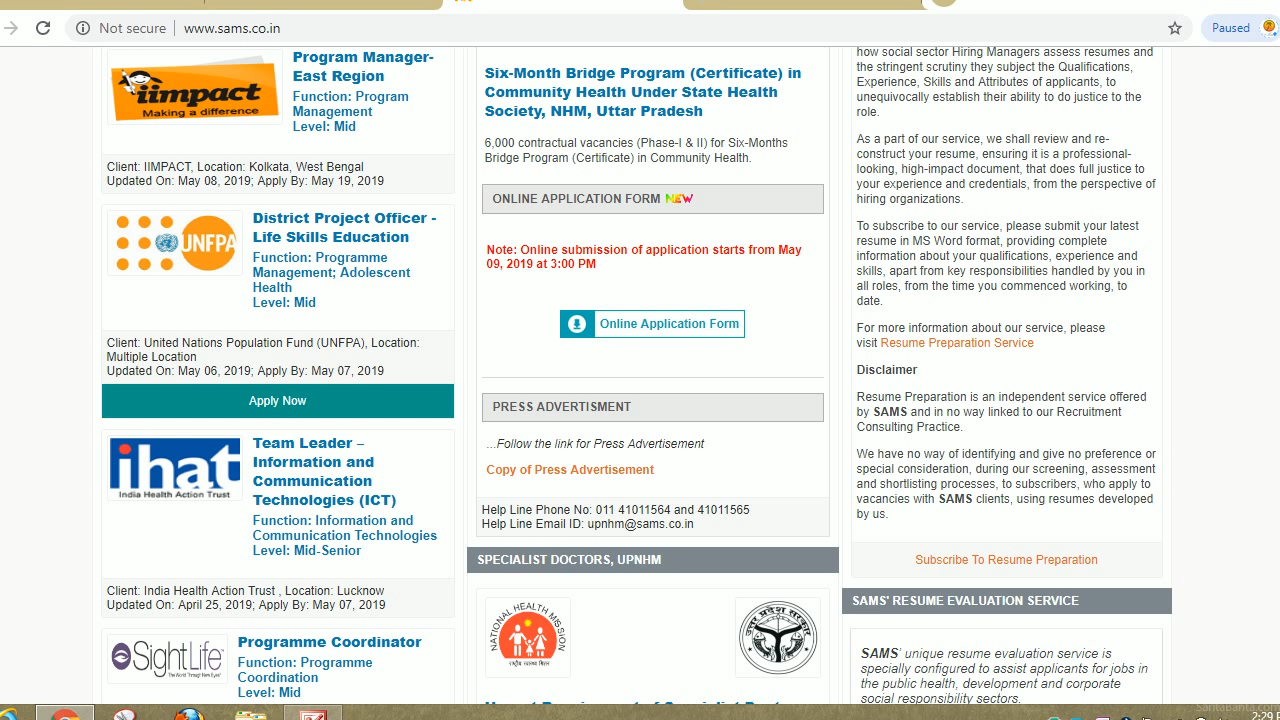 Not secure
www.sams.co.in
Paused
iimpact
Making a difference
Program Manager-
East Region
Function: Program
Management
Level: Mid
Client: IIMPACT, Location: Kolkata, West Bengal
Updated On: May 08, 2019; Apply By: May 19, 2019
UNFPA
District Project Officer -
Life Skills Education
Function: Programme
Management; Adolescent
Health
Level: Mid
Client: United Nations Population Fund (UNFPA), Location:
Multiple Location
Updated On: May 06, 2019; Apply By: May 07, 2019
Apply Now
ihat
India Health Action Trust
Team Leader –
Information and
Communication
Technologies (ICT)
Function: Information and
Communication Technologies
Level: Mid-Senior
Client: India Health Action Trust , Location: Lucknow
Updated On: April 25, 2019; Apply By: May 07, 2019
SightLife
The World Through New Eyes
Programme Coordinator
Function: Programme
Coordination
Level: Mid
Six-Month Bridge Program (Certificate) in
Community Health Under State Health
Society, NHM, Uttar Pradesh
6,000 contractual vacancies (Phase-I & II) for Six-Months
Bridge Program (Certificate) in Community Health.
ONLINE APPLICATION FORM NEW
Note: Online submission of application starts from May
09, 2019 at 3:00 PM
Online Application Form
PRESS ADVERTISMENT
...Follow the link for Press Advertisement
Copy of Press Advertisement
Help Line Phone No: 011 41011564 and 41011565
Help Line Email ID: upnhm@sams.co.in
SPECIALIST DOCTORS, UPNHM
NATIONAL HEALTH MISSION
राष्ट्रीय स्वास्थ्य मिशन
उत्तर प्रदेश सरकार
how social sector Hiring Managers assess resumes and
the stringent scrutiny they subject the Qualifications,
Experience, Skills and Attributes of applicants, to
unequivocally establish their ability to do justice to the
role.
As a part of our service, we shall review and re-
construct your resume, ensuring it is a professional-
looking, high-impact document, that does full justice to
your experience and credentials, from the perspective of
hiring organizations.
To subscribe to our service, please submit your latest
resume in MS Word format, providing complete
information about your qualifications, experience and
skills, apart from key responsibilities handled by you in
all roles, from the time you commenced working, to
date.
For more information about our service, please
visit Resume Preparation Service
Disclaimer
Resume Preparation is an independent service offered
by SAMS and in no way linked to our Recruitment
Consulting Practice.
We have no way of identifying and give no preference or
special consideration, during our screening, assessment
and shortlisting processes, to subscribers, who apply to
vacancies with SAMS clients, using resumes developed
by us.
Subscribe To Resume Preparation
SAMS' RESUME EVALUATION SERVICE
SAMS' unique resume evaluation service is
specially configured to assist applicants for jobs in
the public health, development and corporate
social responsibility sectors.
SantaBanta.com
2:29